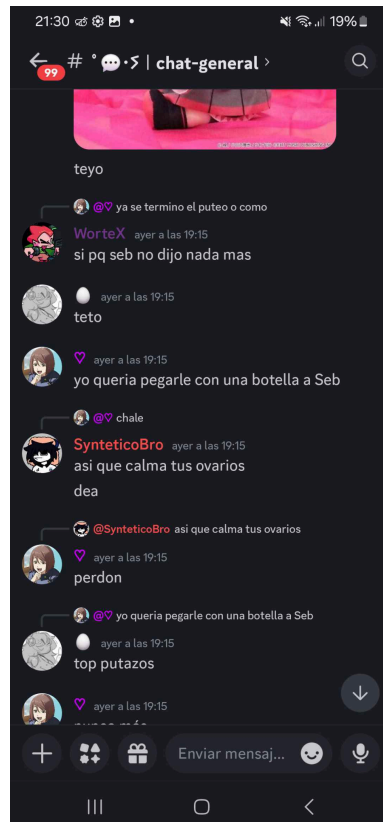 21:30
19%
99
# ° 💬·５ | chat-general >
teyo
@♡ ya se termino el puteo o como
WorteX ayer a las 19:15
si pq seb no dijo nada mas
🥚 ayer a las 19:15
teto
♡ ayer a las 19:15
yo queria pegarle con una botella a Seb
@♡ chale
SynteticoBro ayer a las 19:15
asi que calma tus ovarios
dea
@SynteticoBro asi que calma tus ovarios
♡ ayer a las 19:15
perdon
@♡ yo queria pegarle con una botella a Seb
🥚 ayer a las 19:15
top putazos
♡ ayer a las 19:15
Enviar mensaj...